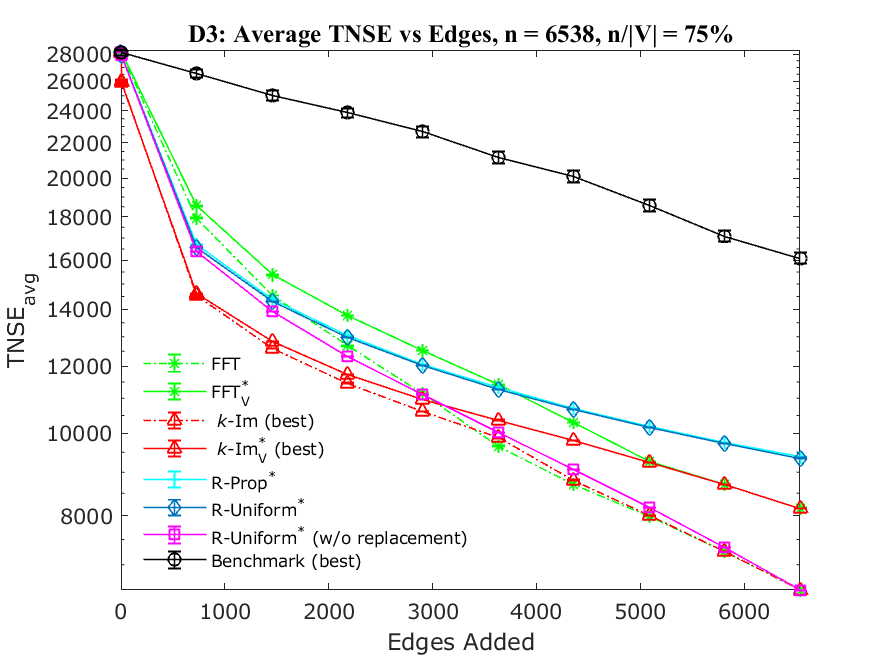 D3: Average TNSE vs Edges, n = 6538, n/|V| = 75%
28000
26000
24000
22000
20000
18000
16000
14000
12000
10000
8000
TNSE_avg
FFT
FFT*_V
k-Im (best)
k-Im*_V (best)
R-Prop*
R-Uniform*
R-Uniform* (w/o replacement)
Benchmark (best)
0 1000 2000 3000 4000 5000 6000
Edges Added